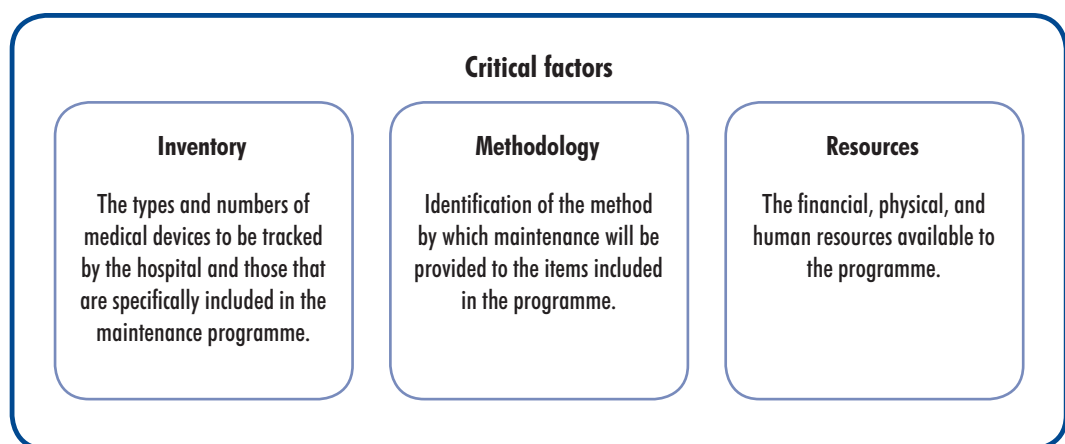 Critical factors
Inventory
The types and numbers of
medical devices to be tracked
by the hospital and those that
are specifically included in the
maintenance programme.
Methodology
Identification of the method
by which maintenance will be
provided to the items included
in the programme.
Resources
The financial, physical, and
human resources available to
the programme.